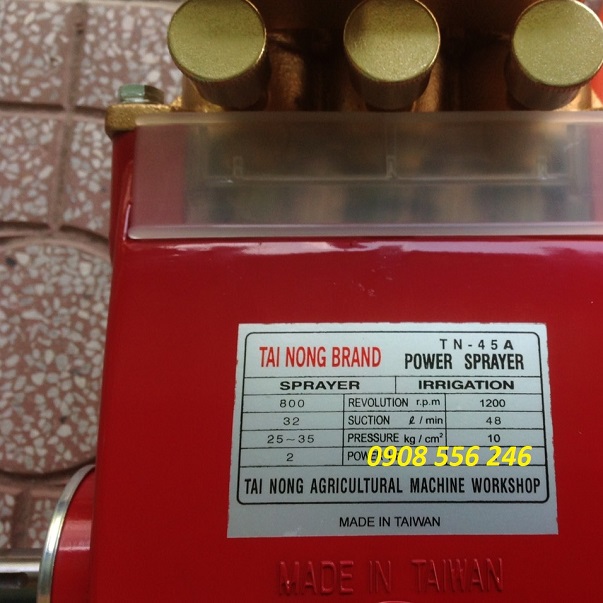 TN-45A
TAI NONG BRAND POWER SPRAYER
SPRAYER IRRIGATION
800 REVOLUTION r.p.m 1200
32 SUCTION ℓ / min 48
25~35 PRESSURE kg / cm² 10
2 POWER
0908 556 246
TAI NONG AGRICULTURAL MACHINE WORKSHOP
MADE IN TAIWAN
MADE IN TAIWAN